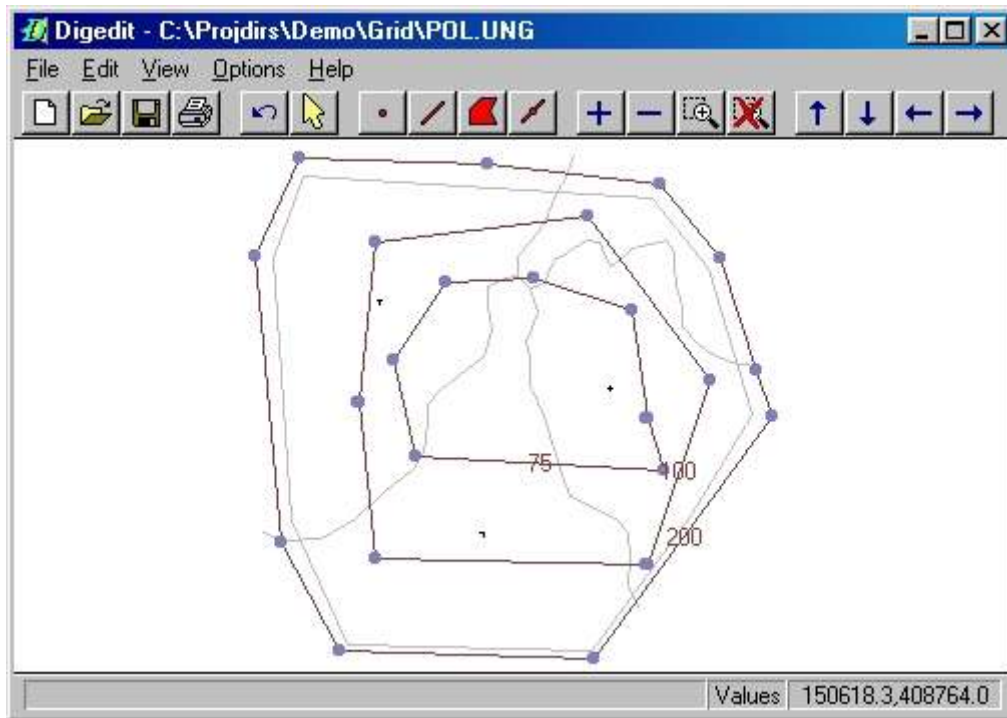 Digedit - C:\Projdirs\Demo\Grid\POL.UNG
File Edit View Options Help
75
100
200
Values 150618.3,408764.0